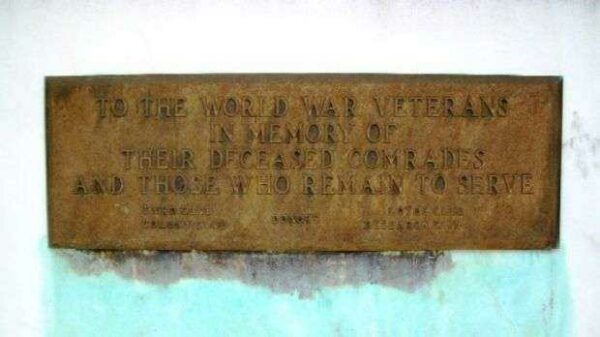 TO THE WORLD WAR VETERANS
IN MEMORY OF
THEIR DECEASED COMRADES
AND THOSE WHO REMAIN TO SERVE